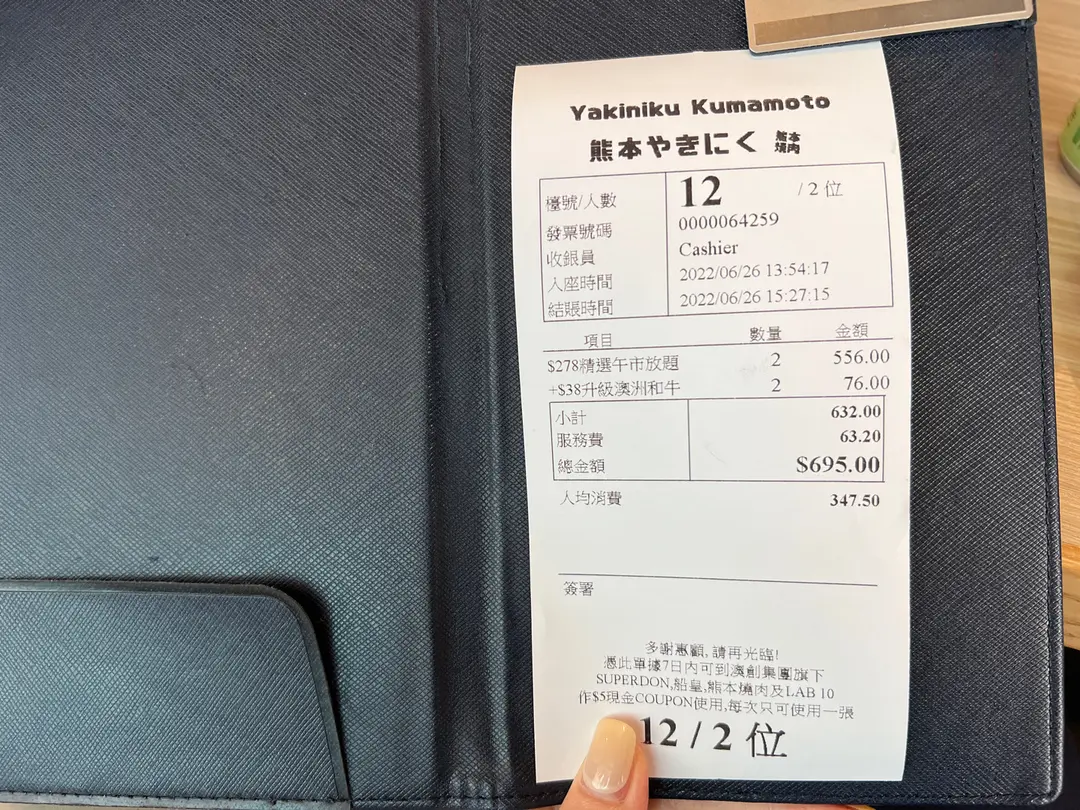 Yakiniku Kumamoto
熊本やきにく 熊本焼肉
檯號/人數 12 / 2 位
發票號碼 0000064259
收銀員 Cashier
入座時間 2022/06/26 13:54:17
結賬時間 2022/06/26 15:27:15
項目 數量 金額
$278精選午市放題 2 556.00
+$38升級澳洲和牛 2 76.00
小計 632.00
服務費 63.20
總金額 $695.00
人均消費 347.50
簽署
多謝惠顧,請再光臨!
憑此單據7日內可到澳創集團旗下
SUPERDON,船皇,熊本燒肉及LAB 10
作$5現金COUPON使用,每次只可使用一張
12 / 2 位